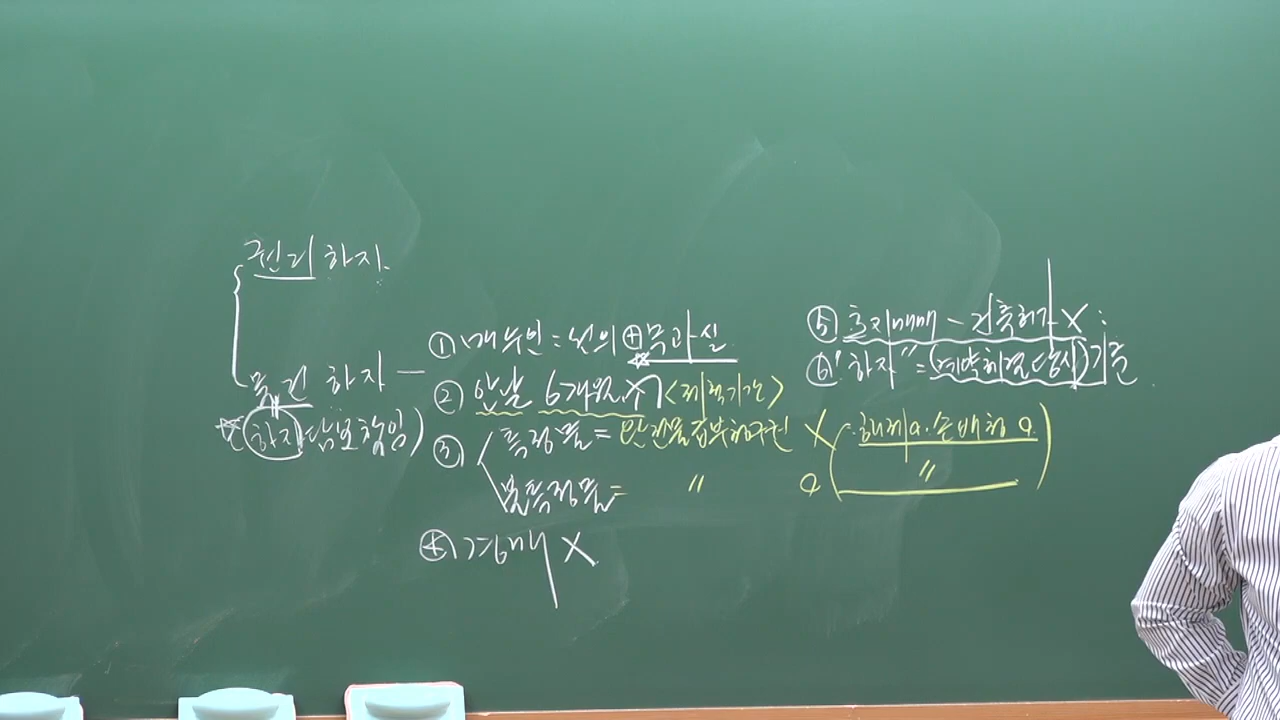 권리 하자.
물건 하자 —
(하자담보책임)
① 매수인 = 선의 ⊕ 무과실
② 안 날 6개월 <제척기간>
③ 특정물 = 완전물급부청구권 X (해제O. 손배청 O.)
불특정물 = 〃 O ( 〃 )
④ 경매 X
⑤ 토지매매 - 건축허가 X :
⑥ "하자" = (계약체결 당시) 기준.